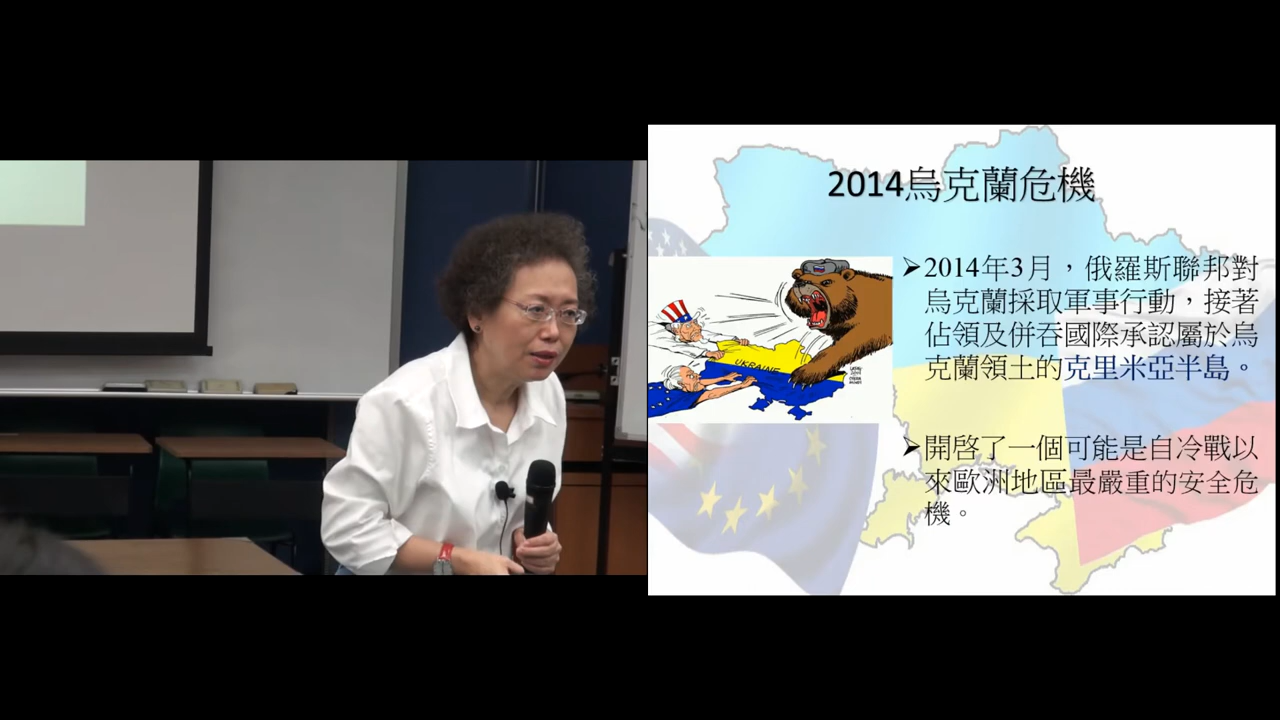 2014烏克蘭危機
➢2014年3月，俄羅斯聯邦對
烏克蘭採取軍事行動，接著
佔領及併吞國際承認屬於烏
克蘭領土的克里米亞半島。
UKRAINE
➢開啓了一個可能是自冷戰以
來歐洲地區最嚴重的安全危
機。